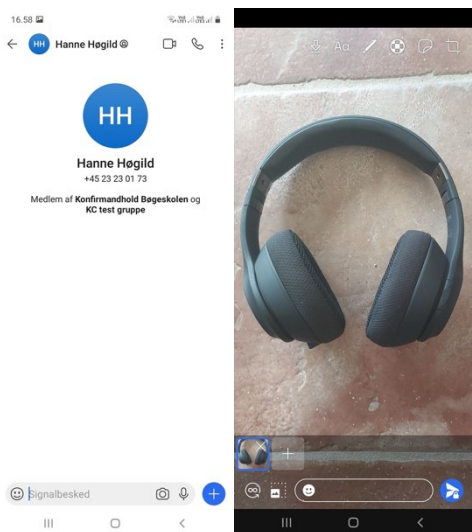 16.58
HH Hanne Høgild
HH
Hanne Høgild
+45 23 23 01 73
Medlem af Konfirmandhold Bøgeskolen og
KC test gruppe
Signalbesked
Aα